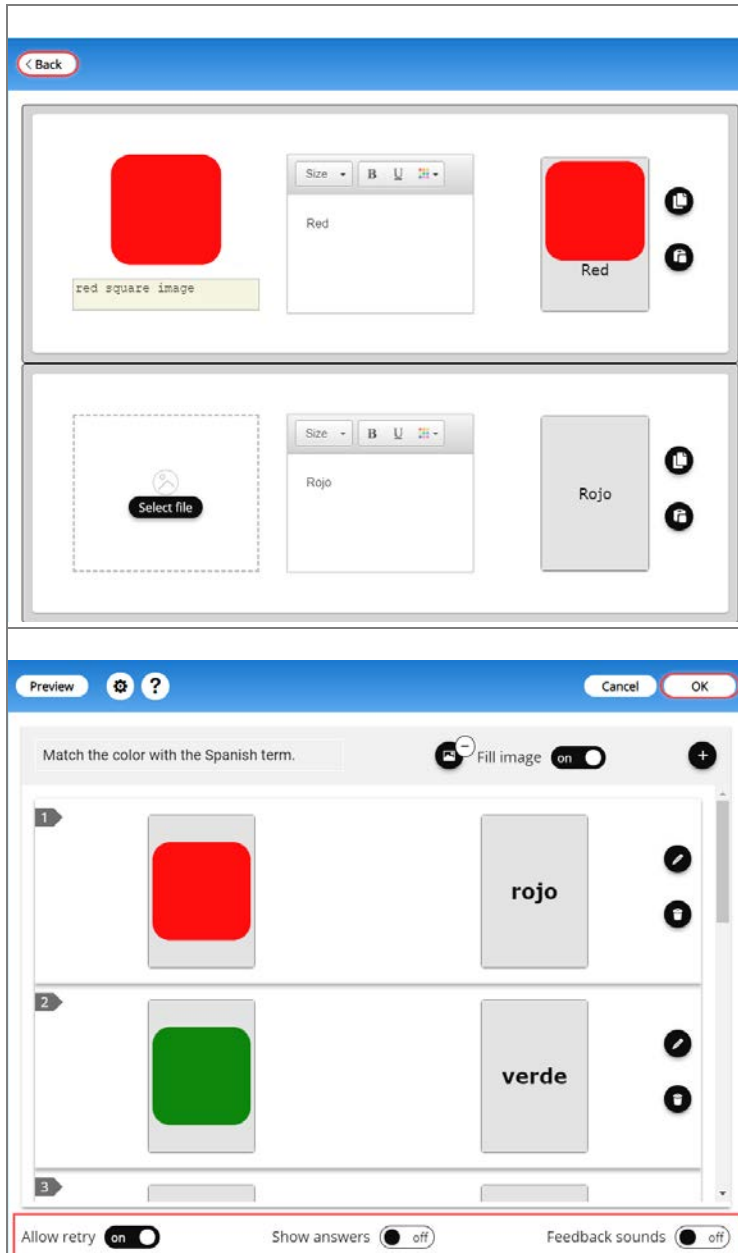 < Back
Size B U
Red
red square image
Red
Size B U
Rojo
Select file
Rojo
Preview ? Cancel OK
Match the color with the Spanish term. Fill image on +
1
rojo
2
verde
3
Allow retry on Show answers off Feedback sounds off